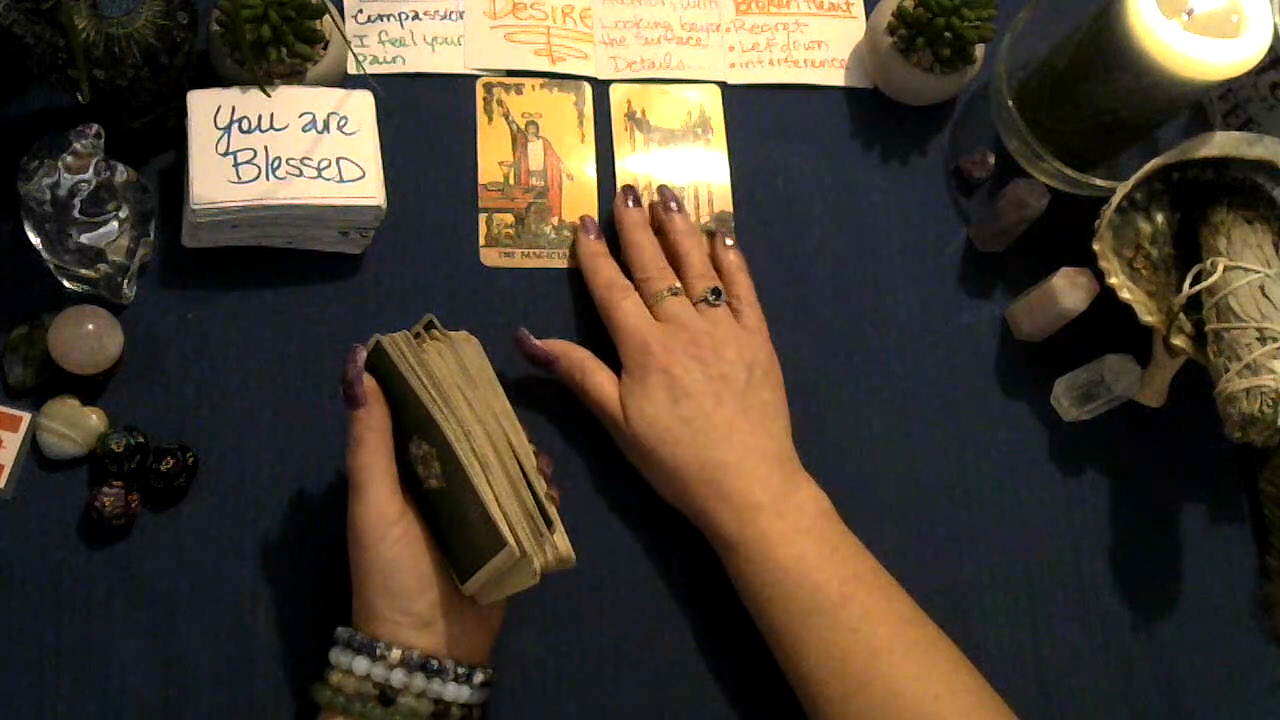 Compassion
I feel your
pain
DESIRE
with
Looking
the surface
Details...
Broken Heart
• Regret
• Let down
• interference
You are
Blessed
THE MAGICIAN